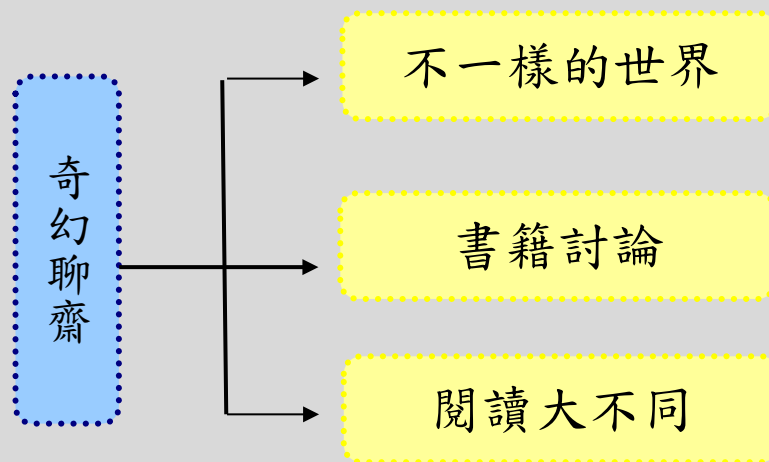 奇幻聊齋
不一樣的世界
書籍討論
閱讀大不同